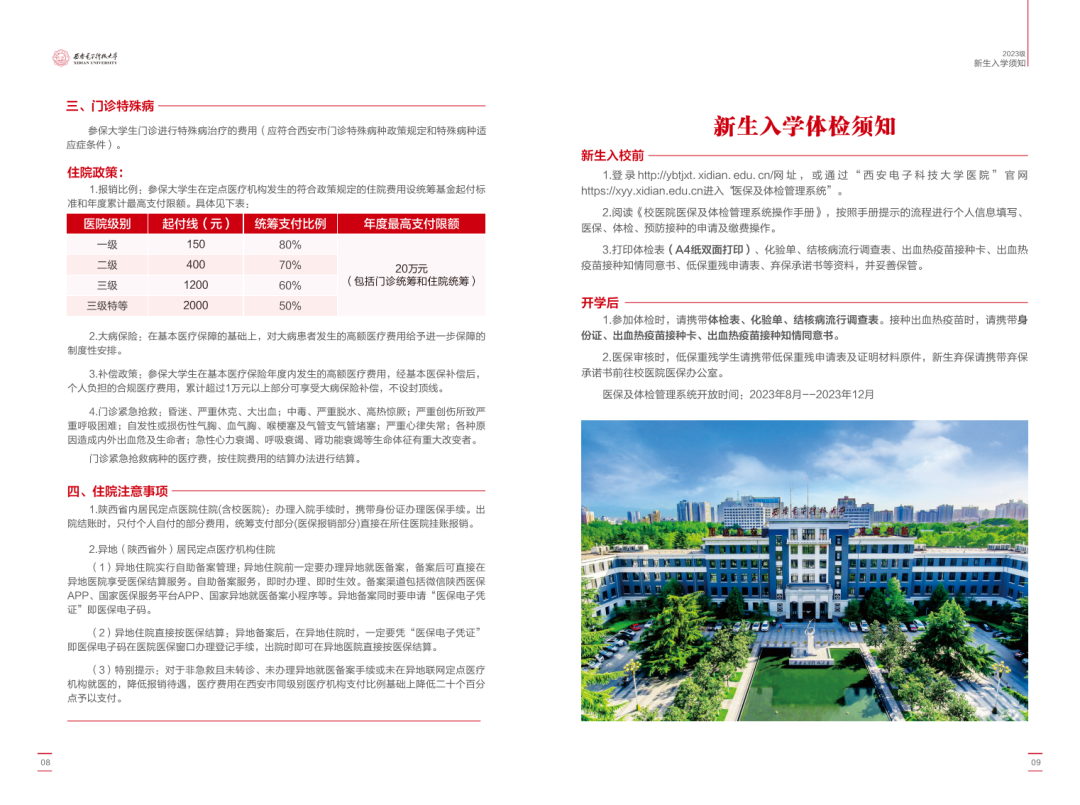 西安电子科技大学
XIDIAN UNIVERSITY
三、门诊特殊病
参保大学生门诊进行特殊病治疗的费用（应符合西安市门诊特殊病种政策规定和特殊病种适
应症条件）。
住院政策：
1.报销比例：参保大学生在定点医疗机构发生的符合政策规定的住院费用设统筹基金起付标
准和年度累计最高支付限额。具体见下表：
医院级别 起付线（元） 统筹支付比例 年度最高支付限额
一级 150 80%
二级 400 70%
20万元
（包括门诊统筹和住院统筹）
三级 1200 60%
三级特等 2000 50%
2.大病保险：在基本医疗保障的基础上，对大病患者发生的高额医疗费用给予进一步保障的
制度性安排。
3.补偿政策：参保大学生在基本医疗保险年度内发生的高额医疗费用，经基本医保补偿后，
个人负担的合规医疗费用，累计超过1万元以上部分可享受大病保险补偿，不设封顶线。
4.门诊紧急抢救：昏迷、严重休克、大出血；中毒、严重脱水、高热惊厥；严重创伤所致严
重呼吸困难；自发性或损伤性气胸、血气胸、喉梗塞及气管支气管堵塞；严重心律失常；各种原
因造成内外出血危及生命者；急性心力衰竭、呼吸衰竭、肾功能衰竭等生命体征有重大改变者。
门诊紧急抢救病种的医疗费，按住院费用的结算办法进行结算。
四、住院注意事项
1.陕西省内居民定点医院住院(含校医院)：办理入院手续时，携带身份证办理医保手续。出
院结账时，只付个人自付的部分费用，统筹支付部分(医保报销部分)直接在所住医院挂账报销。
2.异地（陕西省外）居民定点医疗机构住院
（1）异地住院实行自助备案管理：异地住院前一定要办理异地就医备案，备案后可直接在
异地医院享受医保结算服务。自助备案服务，即时办理、即时生效。备案渠道包括微信陕西医保
APP、国家医保服务平台APP、国家异地就医备案小程序等。异地备案同时要申请“医保电子凭
证”即医保电子码。
（2）异地住院直接按医保结算：异地备案后，在异地住院时，一定要凭“医保电子凭证”
即医保电子码在医院医保窗口办理登记手续，出院时即可在异地医院直接按医保结算。
（3）特别提示：对于非急救且未转诊、未办理异地就医备案手续或未在异地联网定点医疗
机构就医的，降低报销待遇，医疗费用在西安市同级别医疗机构支付比例基础上降低二十个百分
点予以支付。
08
2023级
新生入学须知
新生入学体检须知
新生入校前
1.登录http://ybtjxt.xidian.edu.cn/网址，或通过“西安电子科技大学医院”官网
https://xyy.xidian.edu.cn进入“医保及体检管理系统”。
2.阅读《校医院医保及体检管理系统操作手册》，按照手册提示的流程进行个人信息填写、
医保、体检、预防接种的申请及缴费操作。
3.打印体检表（A4纸双面打印）、化验单、结核病流行调查表、出血热疫苗接种卡、出血热
疫苗接种知情同意书、低保重残申请表、弃保承诺书等资料，并妥善保管。
开学后
1.参加体检时，请携带体检表、化验单、结核病流行调查表。接种出血热疫苗时，请携带身
份证、出血热疫苗接种卡、出血热疫苗接种知情同意书。
2.医保审核时，低保重残学生请携带低保重残申请表及证明材料原件，新生弃保请携带弃保
承诺书前往校医院医保办公室。
医保及体检管理系统开放时间：2023年8月--2023年12月
西安电子科技大学
09